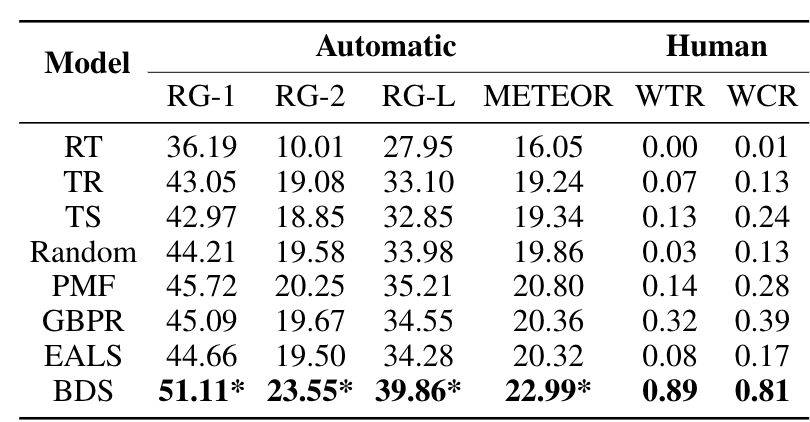 Model Automatic Human
RG-1 RG-2 RG-L METEOR WTR WCR
RT 36.19 10.01 27.95 16.05 0.00 0.01
TR 43.05 19.08 33.10 19.24 0.07 0.13
TS 42.97 18.85 32.85 19.34 0.13 0.24
Random 44.21 19.58 33.98 19.86 0.03 0.13
PMF 45.72 20.25 35.21 20.80 0.14 0.28
GBPR 45.09 19.67 34.55 20.36 0.32 0.39
EALS 44.66 19.50 34.28 20.32 0.08 0.17
BDS 51.11* 23.55* 39.86* 22.99* 0.89 0.81